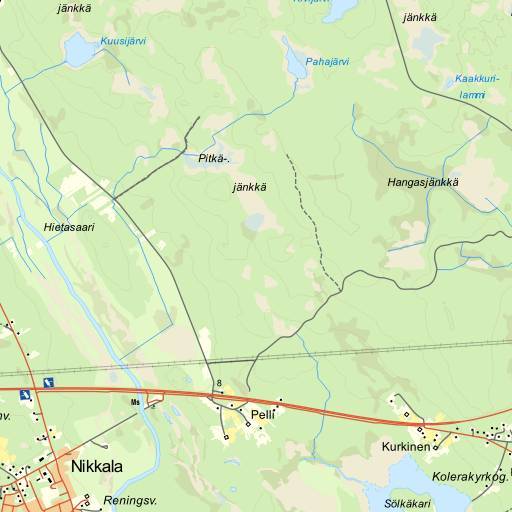 jänkkä
jänkkä
Kuusijärvi
Pahajärvi
Kaakkuri-
lammi
Pitkä-.
jänkkä
Hangasjänkkä
Hietasaari
8
Ms
Pelli
Kurkinen
Nikkala
Kolerakyrkog.
Reningsv.
Sölkäkari